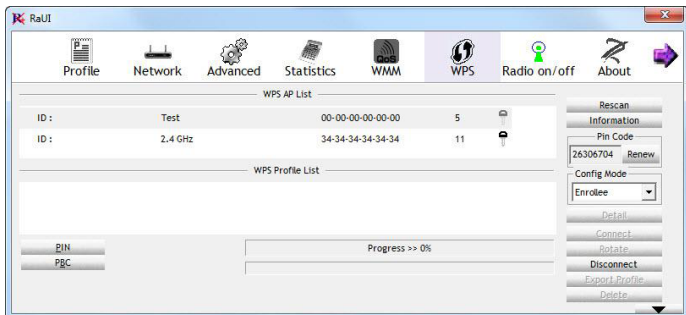 RaUI
Profile Network Advanced Statistics QoS WMM WPS Radio on/off About
WPS AP List
ID : Test 00-00-00-00-00-00 5
ID : 2.4 GHz 34-34-34-34-34-34 11
WPS Profile List
Rescan
Information
Pin Code
26306704 Renew
Config Mode
Enrollee
Detail
Connect
Rotate
Disconnect
Export Profile
Delete
PIN
PBC
Progress >> 0%